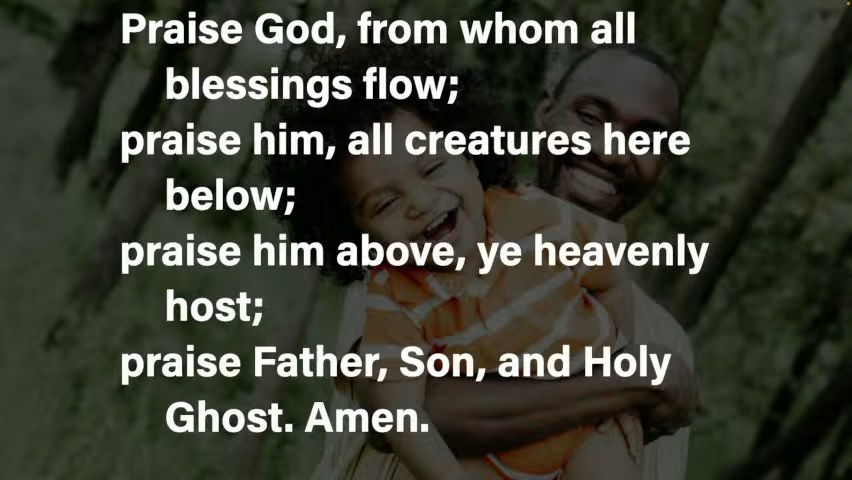 Praise God, from whom all
blessings flow;
praise him, all creatures here
below;
praise him above, ye heavenly
host;
praise Father, Son, and Holy
Ghost. Amen.